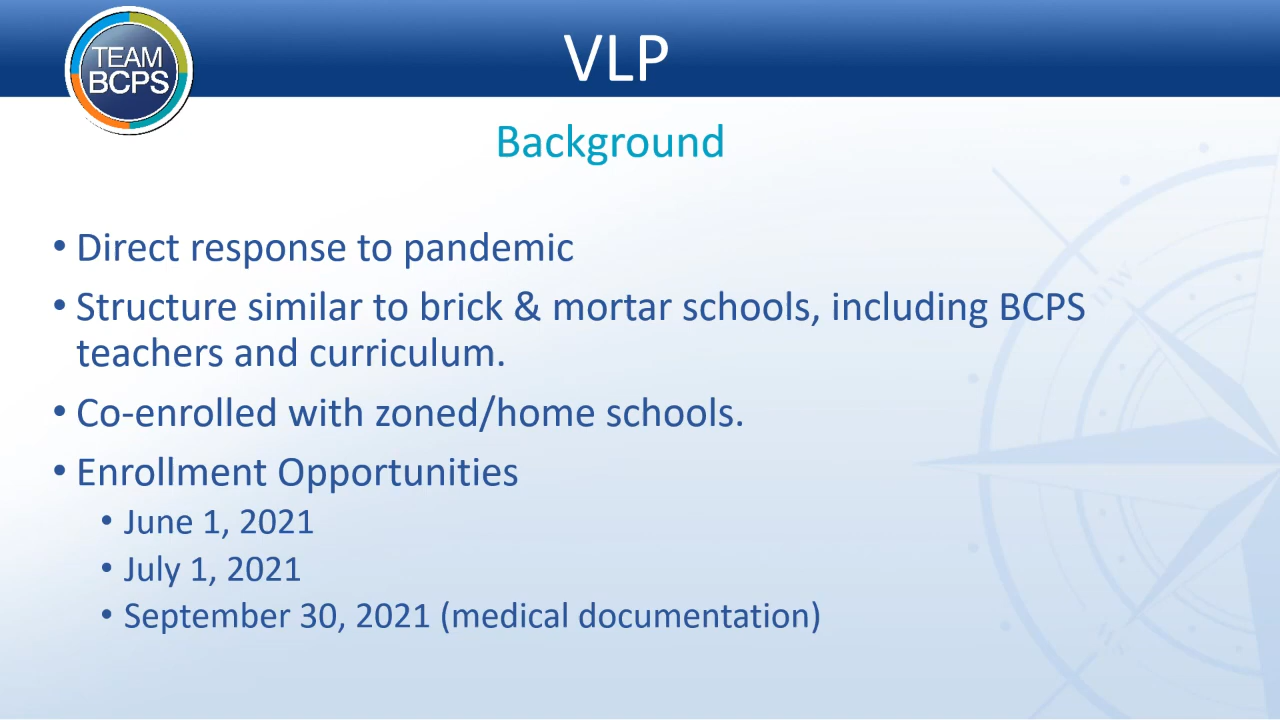 TEAM
BCPS
VLP
Background
• Direct response to pandemic
• Structure similar to brick & mortar schools, including BCPS
teachers and curriculum.
• Co-enrolled with zoned/home schools.
• Enrollment Opportunities
• June 1, 2021
• July 1, 2021
• September 30, 2021 (medical documentation)